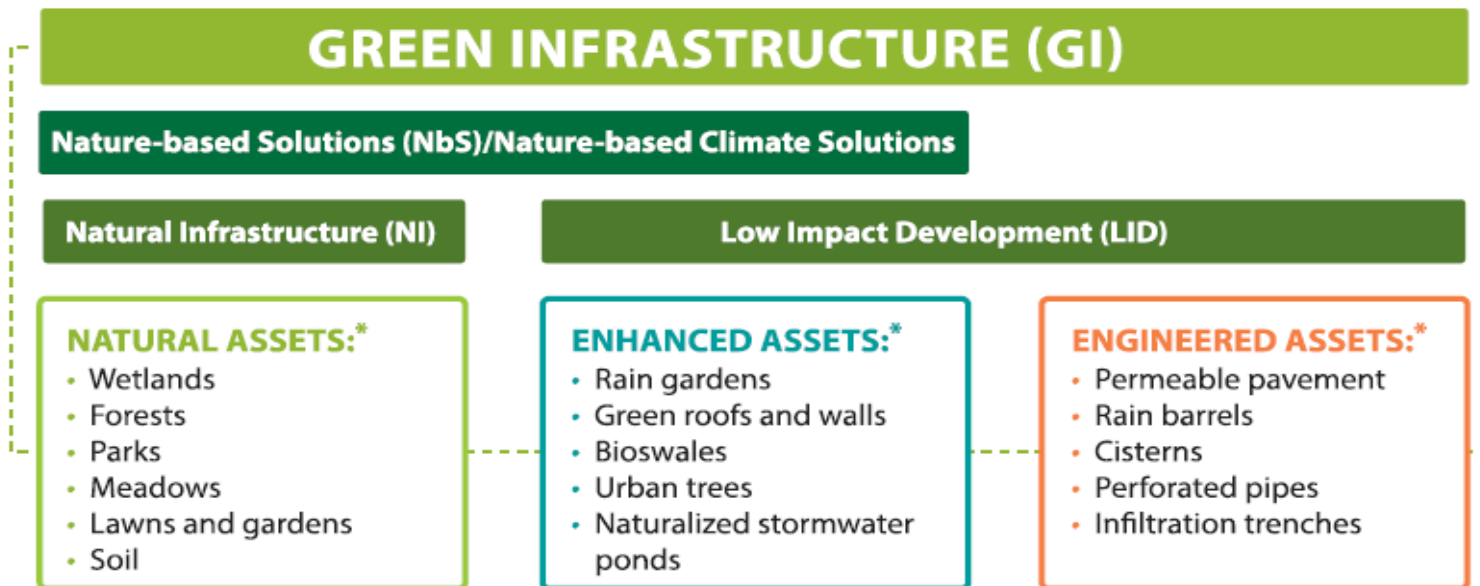 GREEN INFRASTRUCTURE (GI)
Nature-based Solutions (NbS)/Nature-based Climate Solutions
Natural Infrastructure (NI)
Low Impact Development (LID)
NATURAL ASSETS:*
• Wetlands
• Forests
• Parks
• Meadows
• Lawns and gardens
• Soil
ENHANCED ASSETS:*
• Rain gardens
• Green roofs and walls
• Bioswales
• Urban trees
• Naturalized stormwater
ponds
ENGINEERED ASSETS:*
• Permeable pavement
• Rain barrels
• Cisterns
• Perforated pipes
• Infiltration trenches